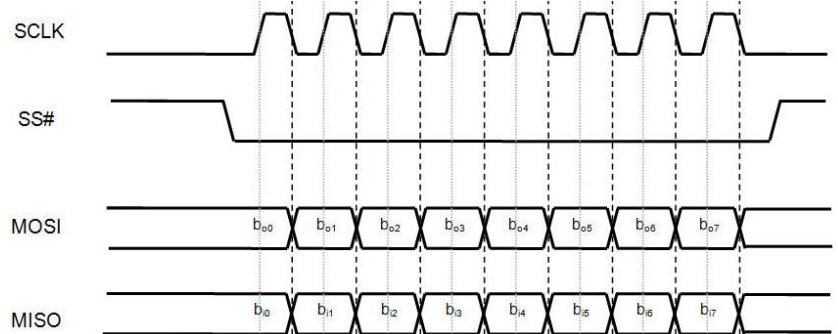 SCLK
SS#
MOSI bo0 bo1 bo2 bo3 bo4 bo5 bo6 bo7
MISO bi0 bi1 bi2 bi3 bi4 bi5 bi6 bi7